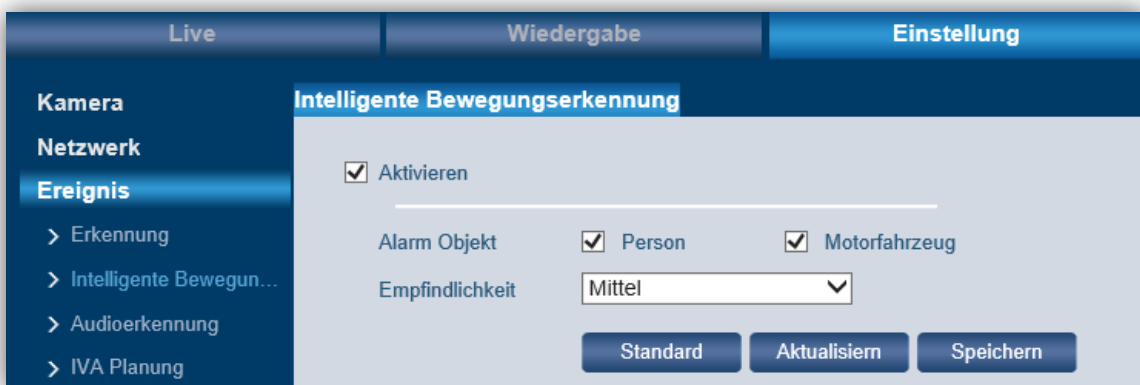 Live Wiedergabe Einstellung
Kamera
Intelligente Bewegungserkennung
Netzwerk
Aktivieren
Ereignis
Erkennung
Alarm Objekt Person Motorfahrzeug
Intelligente Bewegun...
Empfindlichkeit Mittel
Audioerkennung
Standard Aktualisiern Speichern
IVA Planung